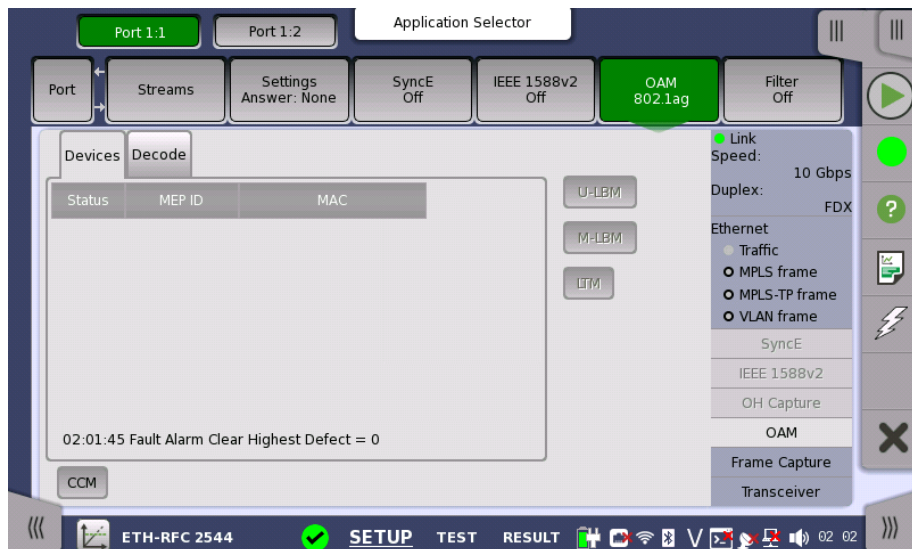 Application Selector
Port 1:1
Port 1:2
Port
Streams
Settings
Answer: None
SyncE
Off
IEEE 1588v2
Off
OAM
802.1ag
Filter
Off
Devices
Decode
Status
MEP ID
MAC
02:01:45 Fault Alarm Clear Highest Defect = 0
CCM
U-LBM
M-LBM
LTM
Link
Speed:
10 Gbps
Duplex:
FDX
Ethernet
Traffic
MPLS frame
MPLS-TP frame
VLAN frame
SyncE
IEEE 1588v2
OH Capture
OAM
Frame Capture
Transceiver
?
ETH-RFC 2544
SETUP
TEST
RESULT
V
02 02